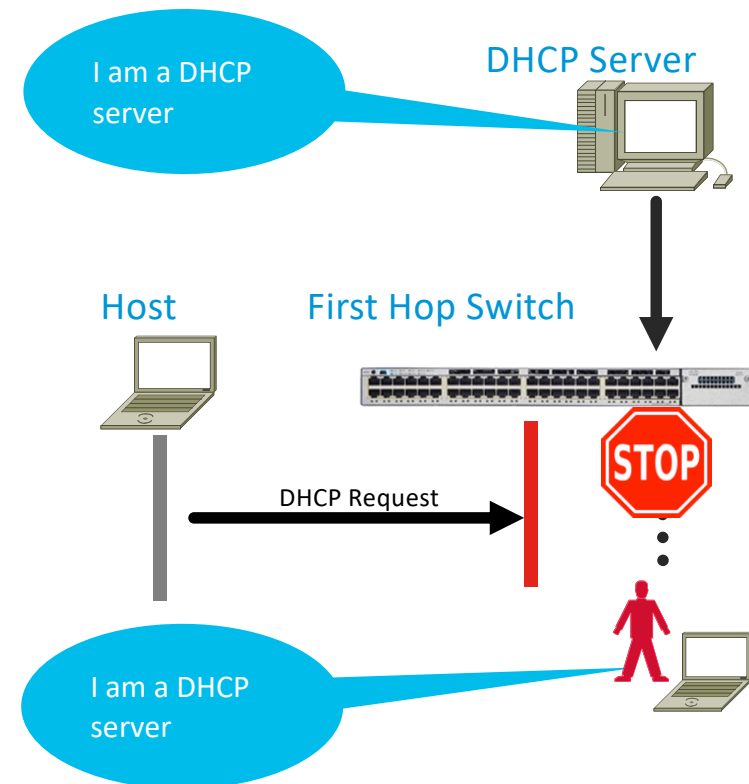 I am a DHCP
server
DHCP Server
Host
First Hop Switch
STOP
DHCP Request
I am a DHCP
server